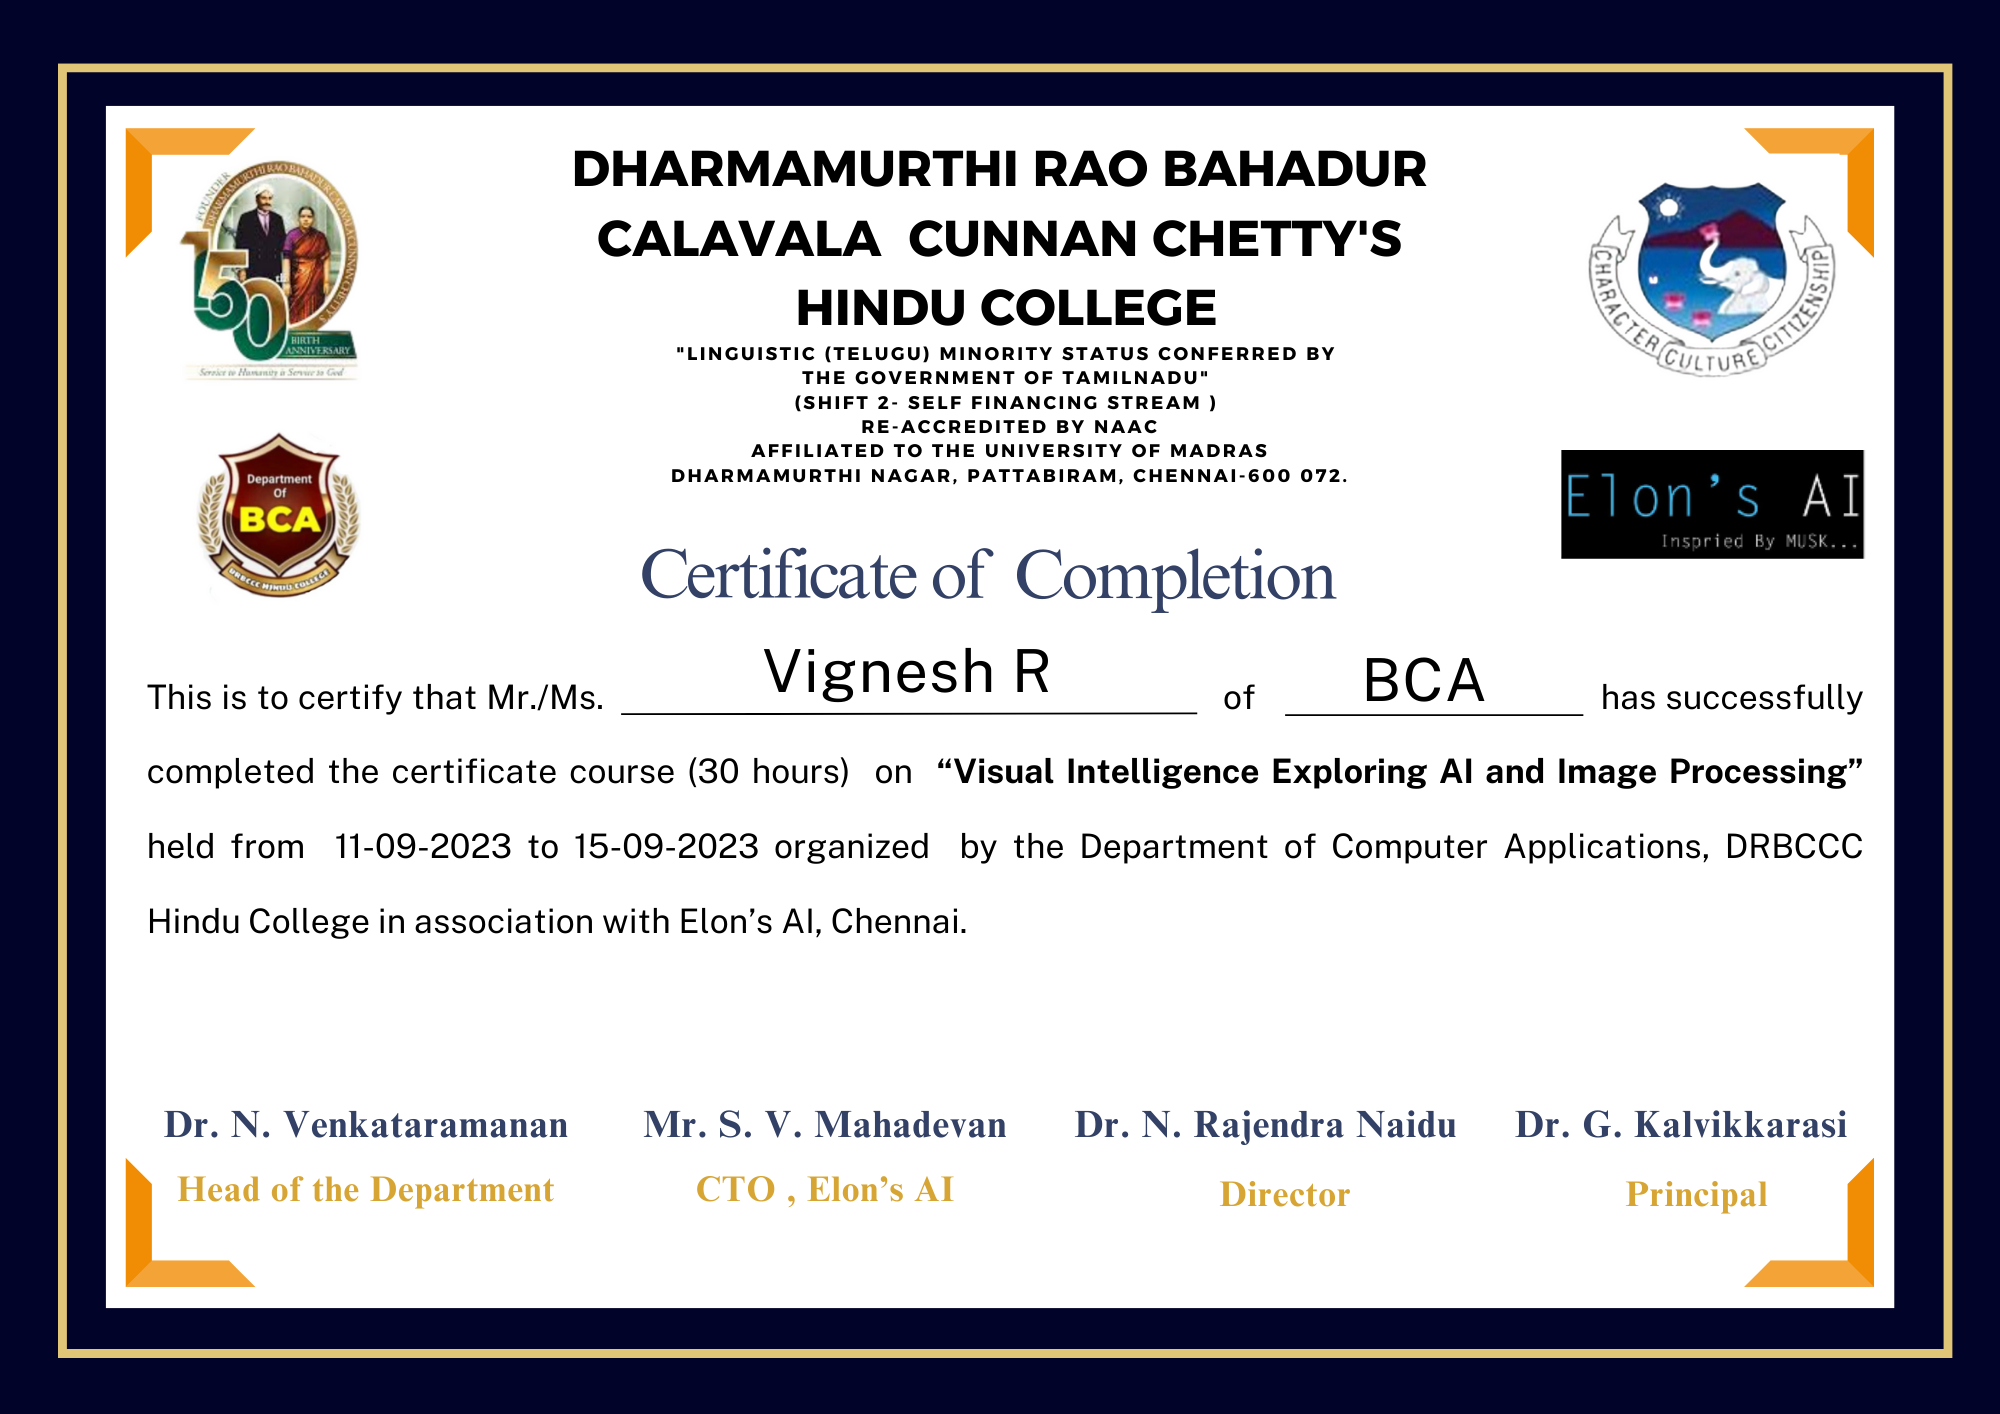 DHARMAMURTHI RAO BAHADUR
CALAVALA CUNNAN CHETTY'S
HINDU COLLEGE
"LINGUISTIC (TELUGU) MINORITY STATUS CONFERRED BY
THE GOVERNMENT OF TAMILNADU"
(SHIFT 2- SELF FINANCING STREAM )
RE-ACCREDITED BY NAAC
AFFILIATED TO THE UNIVERSITY OF MADRAS
DHARMAMURTHI NAGAR, PATTABIRAM, CHENNAI-600 072.
FOUNDER
DHARMAMURTHI RAO BAHADUR CALAVALA CUNNAN CHETTY'S
150th
BIRTH
ANNIVERSARY
Service to Humanity is Service to God
CHARACTER CULTURE CITIZENSHIP
Department
Of
BCA
DRBCCC HINDU COLLEGE
Elon's AI
Inspried By MUSK...
Certificate of Completion
This is to certify that Mr./Ms. Vignesh R of BCA has successfully
completed the certificate course (30 hours) on “Visual Intelligence Exploring AI and Image Processing”
held from 11-09-2023 to 15-09-2023 organized by the Department of Computer Applications, DRBCCC
Hindu College in association with Elon’s AI, Chennai.
Dr. N. Venkataramanan
Head of the Department
Mr. S. V. Mahadevan
CTO , Elon’s AI
Dr. N. Rajendra Naidu
Director
Dr. G. Kalvikkarasi
Principal